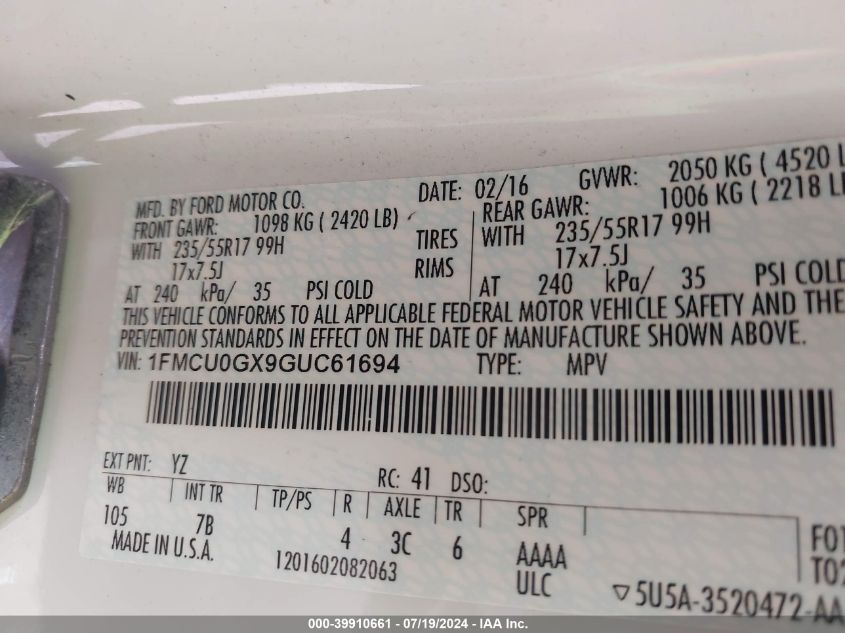 MFD. BY FORD MOTOR CO. DATE: 02/16 GVWR: 2050 KG ( 4520 L
FRONT GAWR: 1098 KG ( 2420 LB) REAR GAWR: 1006 KG ( 2218 LB
WITH 235/55R17 99H TIRES WITH 235/55R17 99H
17x7.5J RIMS 17x7.5J
AT 240 kPa/ 35 PSI COLD AT 240 kPa/ 35 PSI COLD
THIS VEHICLE CONFORMS TO ALL APPLICABLE FEDERAL MOTOR VEHICLE SAFETY AND THE
PREVENTION STANDARDS IN EFFECT ON THE DATE OF MANUFACTURE SHOWN ABOVE.
VIN: 1FMCU0GX9GUC61694 TYPE: MPV
EXT PNT: YZ RC: 41 DSO:
WB INT TR TP/PS R AXLE TR SPR
105 7B 4 3C 6 AAAA
MADE IN U.S.A. 1201602082063 ULC
F01
T02
▽5U5A-3520472-AA
000-39910661 - 07/19/2024 - IAA Inc.